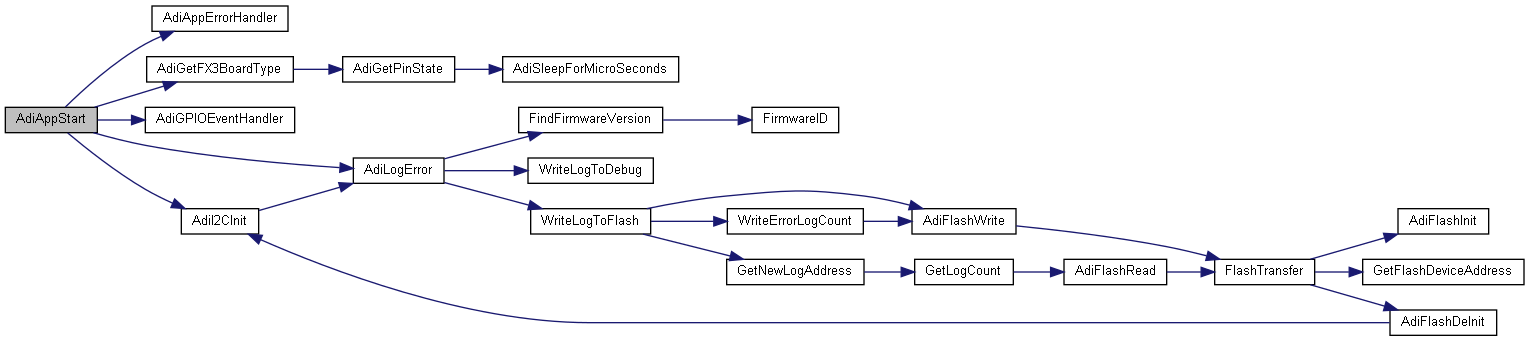 AdiAppErrorHandler
AdiGetFX3BoardType
AdiGetPinState
AdiSleepForMicroSeconds
AdiAppStart
AdiGPIOEventHandler
FindFirmwareVersion
FirmwareID
AdiLogError
WriteLogToDebug
AdiI2CInit
WriteLogToFlash
WriteErrorLogCount
AdiFlashWrite
AdiFlashInit
GetNewLogAddress
GetLogCount
AdiFlashRead
FlashTransfer
GetFlashDeviceAddress
AdiFlashDeInit